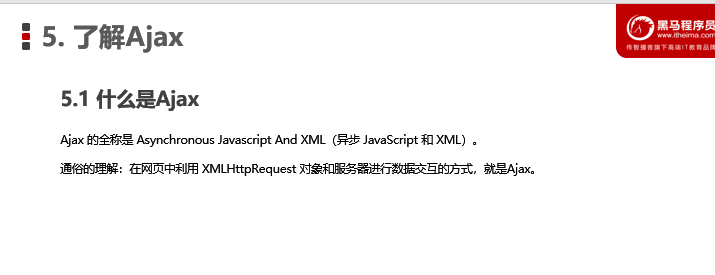 5. 了解Ajax
黑马程序员
www.itheima.com
传智播客旗下高端IT教育品牌
5.1 什么是Ajax
Ajax 的全称是 Asynchronous Javascript And XML（异步 JavaScript 和 XML）。
通俗的理解：在网页中利用 XMLHttpRequest 对象和服务器进行数据交互的方式，就是Ajax。